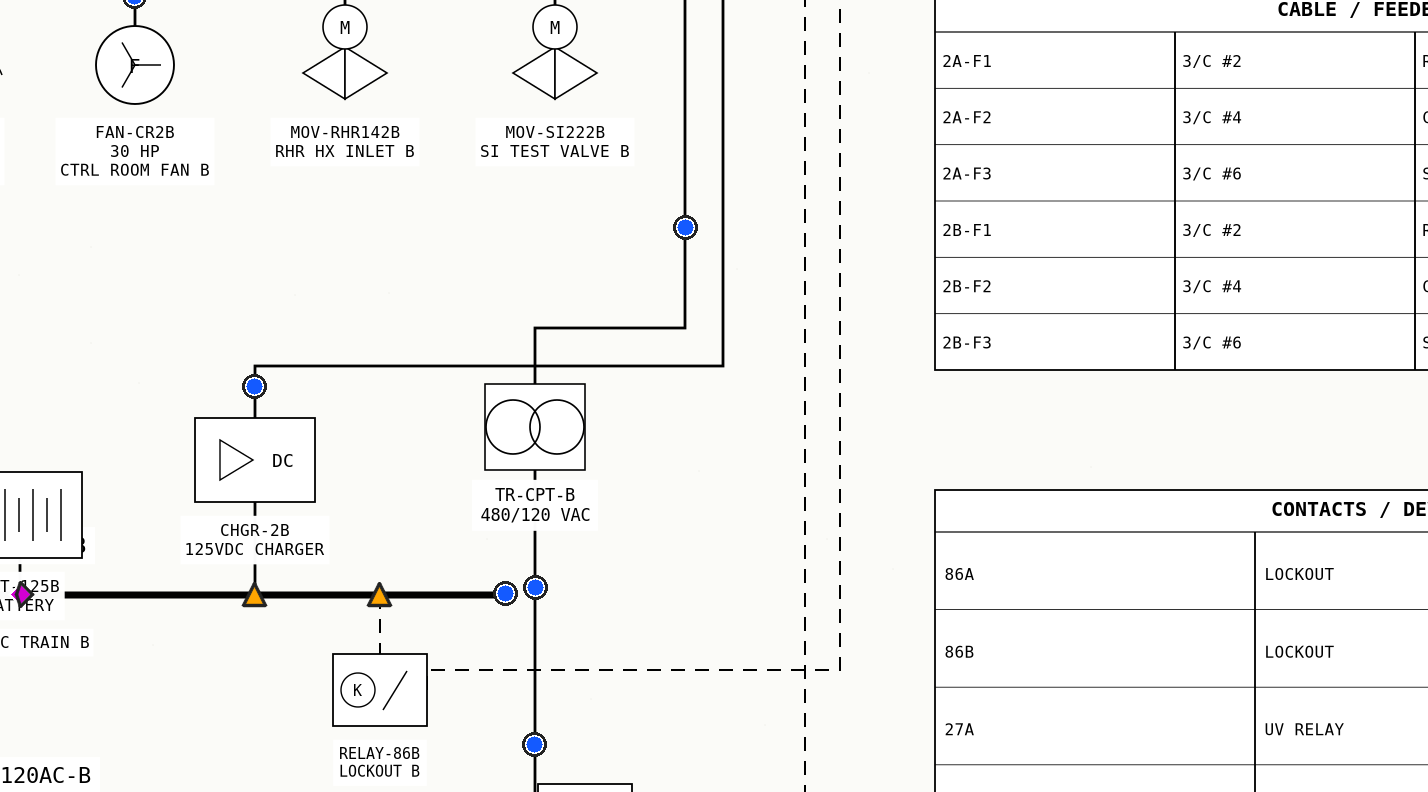 M
M
F
FAN-CR2B
30 HP
CTRL ROOM FAN B
MOV-RHR142B
RHR HX INLET B
MOV-SI222B
SI TEST VALVE B
CABLE /
2A-F1 3/C #2
2A-F2 3/C #4
2A-F3 3/C #6
2B-F1 3/C #2
2B-F2 3/C #4
2B-F3 3/C #6
DC
CHGR-2B
125VDC CHARGER
TR-CPT-B
480/120 VAC
TRAIN B
K
RELAY-86B
LOCKOUT B
120AC-B
CONTACTS /
86A LOCKOUT
86B LOCKOUT
27A UV RELAY